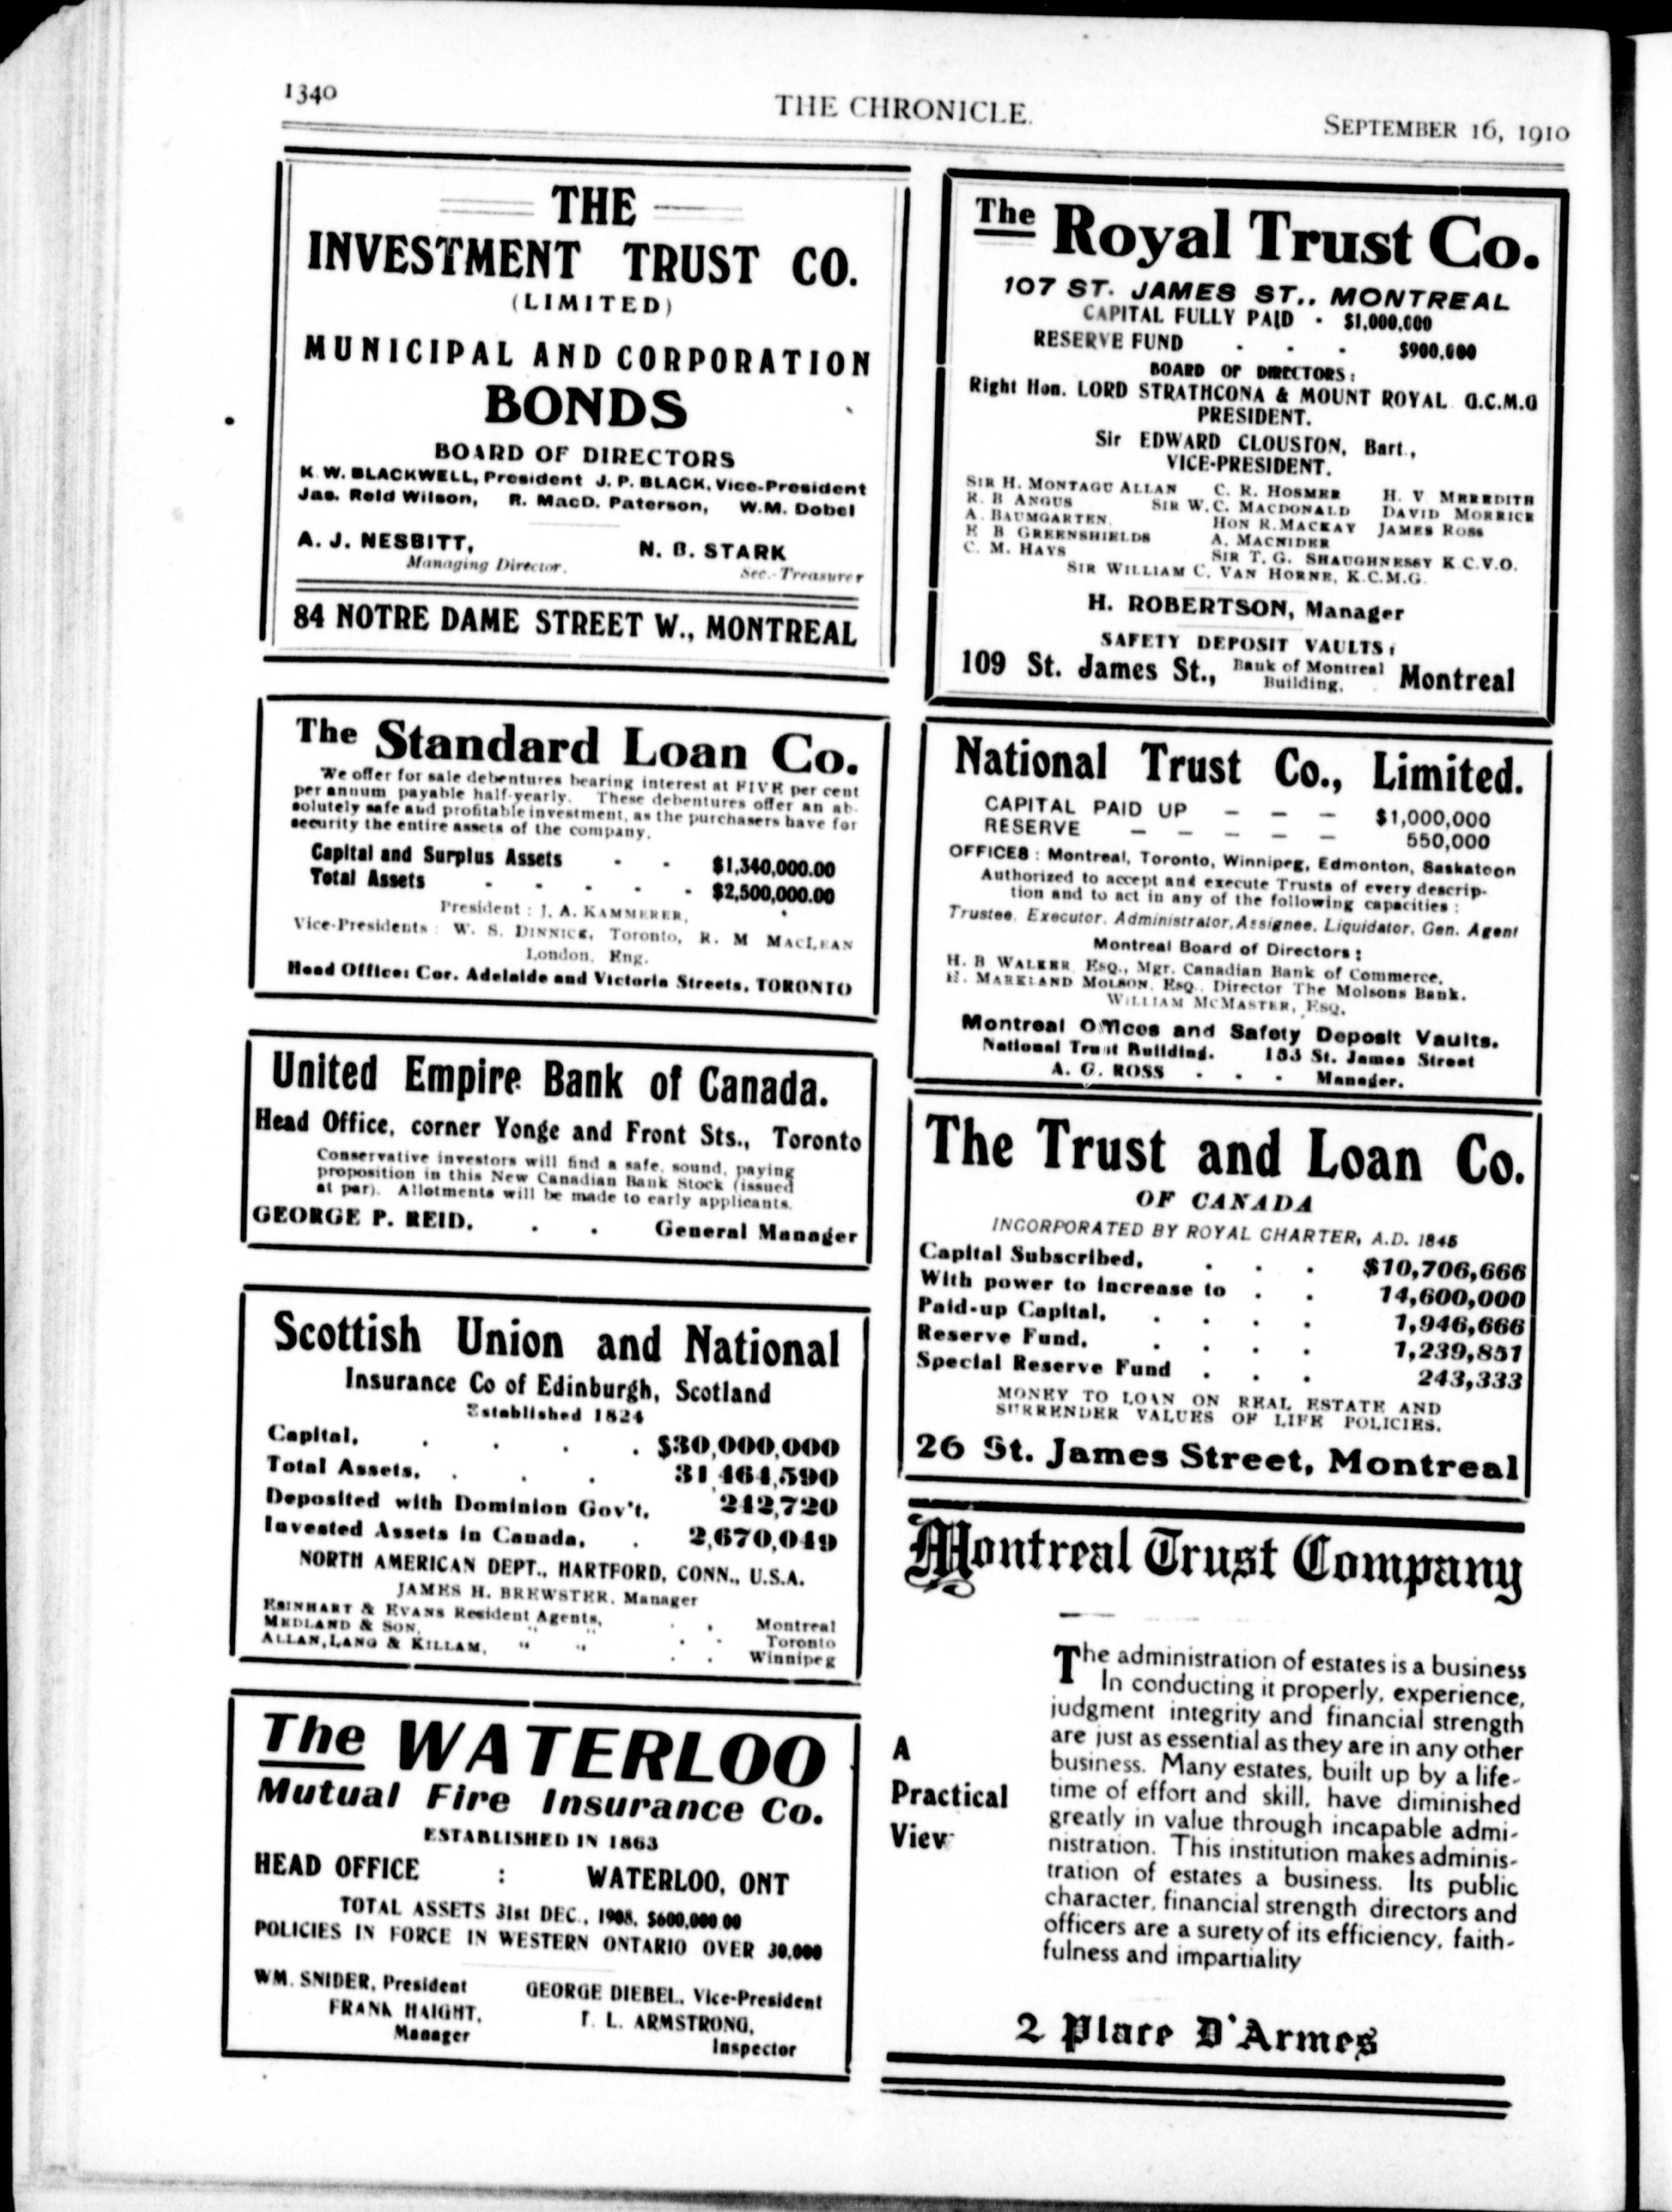 1340
THE CHRONICLE.
SEPTEMBER 16, 1910
THE
INVESTMENT TRUST CO.
(LIMITED)
MUNICIPAL AND CORPORATION
BONDS
BOARD OF DIRECTORS
K. W. BLACKWELL, President J. P. BLACK, Vice-President
Jas. Reid Wilson, R. MacD. Paterson, W.M. Dobel
A. J. NESBITT,
Managing Director.
N. B. STARK
Sec.-Treasurer
84 NOTRE DAME STREET W., MONTREAL
The Standard Loan Co.
We offer for sale debentures bearing interest at FIVE per cent
per annum payable half-yearly. These debentures offer an ab-
solutely safe and profitable investment, as the purchasers have for
security the entire assets of the company.
Capital and Surplus Assets - - $1,340,000.00
Total Assets - - - - - $2,500,000.00
President : J. A. KAMMERER,
Vice-Presidents : W. S. DINNICK, Toronto, R. M MACLEAN
London, Eng.
Head Office: Cor. Adelaide and Victoria Streets, TORONTO
United Empire Bank of Canada.
Head Office, corner Yonge and Front Sts., Toronto
Conservative investors will find a safe, sound, paying
proposition in this New Canadian Bank Stock (issued
at par). Allotments will be made to early applicants.
GEORGE P. REID, . . General Manager
Scottish Union and National
Insurance Co of Edinburgh, Scotland
Established 1824
Capital, . . . . $30,000,000
Total Assets, . . . 31,464,590
Deposited with Dominion Gov't, 242,720
Invested Assets in Canada, . 2,670,049
NORTH AMERICAN DEPT., HARTFORD, CONN., U.S.A.
JAMES H. BREWSTER, Manager
ESINHART & EVANS Resident Agents, . . Montreal
MEDLAND & SON, " " . . Toronto
ALLAN, LANG & KILLAM, " " . . Winnipeg
The WATERLOO
Mutual Fire Insurance Co.
ESTABLISHED IN 1863
HEAD OFFICE : WATERLOO, ONT
TOTAL ASSETS 31st DEC., 1908, $600,000.00
POLICIES IN FORCE IN WESTERN ONTARIO OVER 30,000
WM. SNIDER, President GEORGE DIEBEL, Vice-President
FRANK HAIGHT, T. L. ARMSTRONG,
Manager Inspector
The Royal Trust Co.
107 ST. JAMES ST., MONTREAL
CAPITAL FULLY PAID - $1,000,000
RESERVE FUND - - - $900,000
BOARD OF DIRECTORS:
Right Hon. LORD STRATHCONA & MOUNT ROYAL G.C.M.G
PRESIDENT.
Sir EDWARD CLOUSTON, Bart.,
VICE-PRESIDENT.
SIR H. MONTAGU ALLAN C. R. HOSMER H. V MEREDITH
R. B ANGUS SIR W. C. MACDONALD DAVID MORRICE
A. BAUMGARTEN, HON R. MACKAY JAMES ROSS
E B GREENSHIELDS A. MACNIDER
C. M. HAYS SIR T. G. SHAUGHNESSY K.C.V.O.
SIR WILLIAM C. VAN HORNE, K.C.M.G.
H. ROBERTSON, Manager
SAFETY DEPOSIT VAULTS:
109 St. James St., Bank of Montreal Building, Montreal
National Trust Co., Limited.
CAPITAL PAID UP – – – $1,000,000
RESERVE – – – – – 550,000
OFFICES : Montreal, Toronto, Winnipeg, Edmonton, Saskatoon
Authorized to accept and execute Trusts of every descrip-
tion and to act in any of the following capacities :
Trustee, Executor, Administrator, Assignee, Liquidator, Gen. Agent
Montreal Board of Directors :
H. B WALKER, ESQ., Mgr. Canadian Bank of Commerce.
H. MARKLAND MOLSON, ESQ., Director The Molsons Bank.
WILLIAM MCMASTER, ESQ.
Montreal Offices and Safety Deposit Vaults.
National Trust Building. 153 St. James Street
A. G. ROSS - - - Manager.
The Trust and Loan Co.
OF CANADA
INCORPORATED BY ROYAL CHARTER, A.D. 1845
Capital Subscribed, . . . $10,706,666
With power to increase to . . 14,600,000
Paid-up Capital, . . . . 1,946,666
Reserve Fund, . . . . 1,239,851
Special Reserve Fund . . . 243,333
MONEY TO LOAN ON REAL ESTATE AND
SURRENDER VALUES OF LIFE POLICIES.
26 St. James Street, Montreal
Montreal Trust Company
A
Practical
View
The administration of estates is a business
In conducting it properly, experience,
judgment integrity and financial strength
are just as essential as they are in any other
business. Many estates, built up by a life-
time of effort and skill, have diminished
greatly in value through incapable admi-
nistration. This institution makes adminis-
tration of estates a business. Its public
character, financial strength directors and
officers are a surety of its efficiency, faith-
fulness and impartiality
2 Place D'Armes